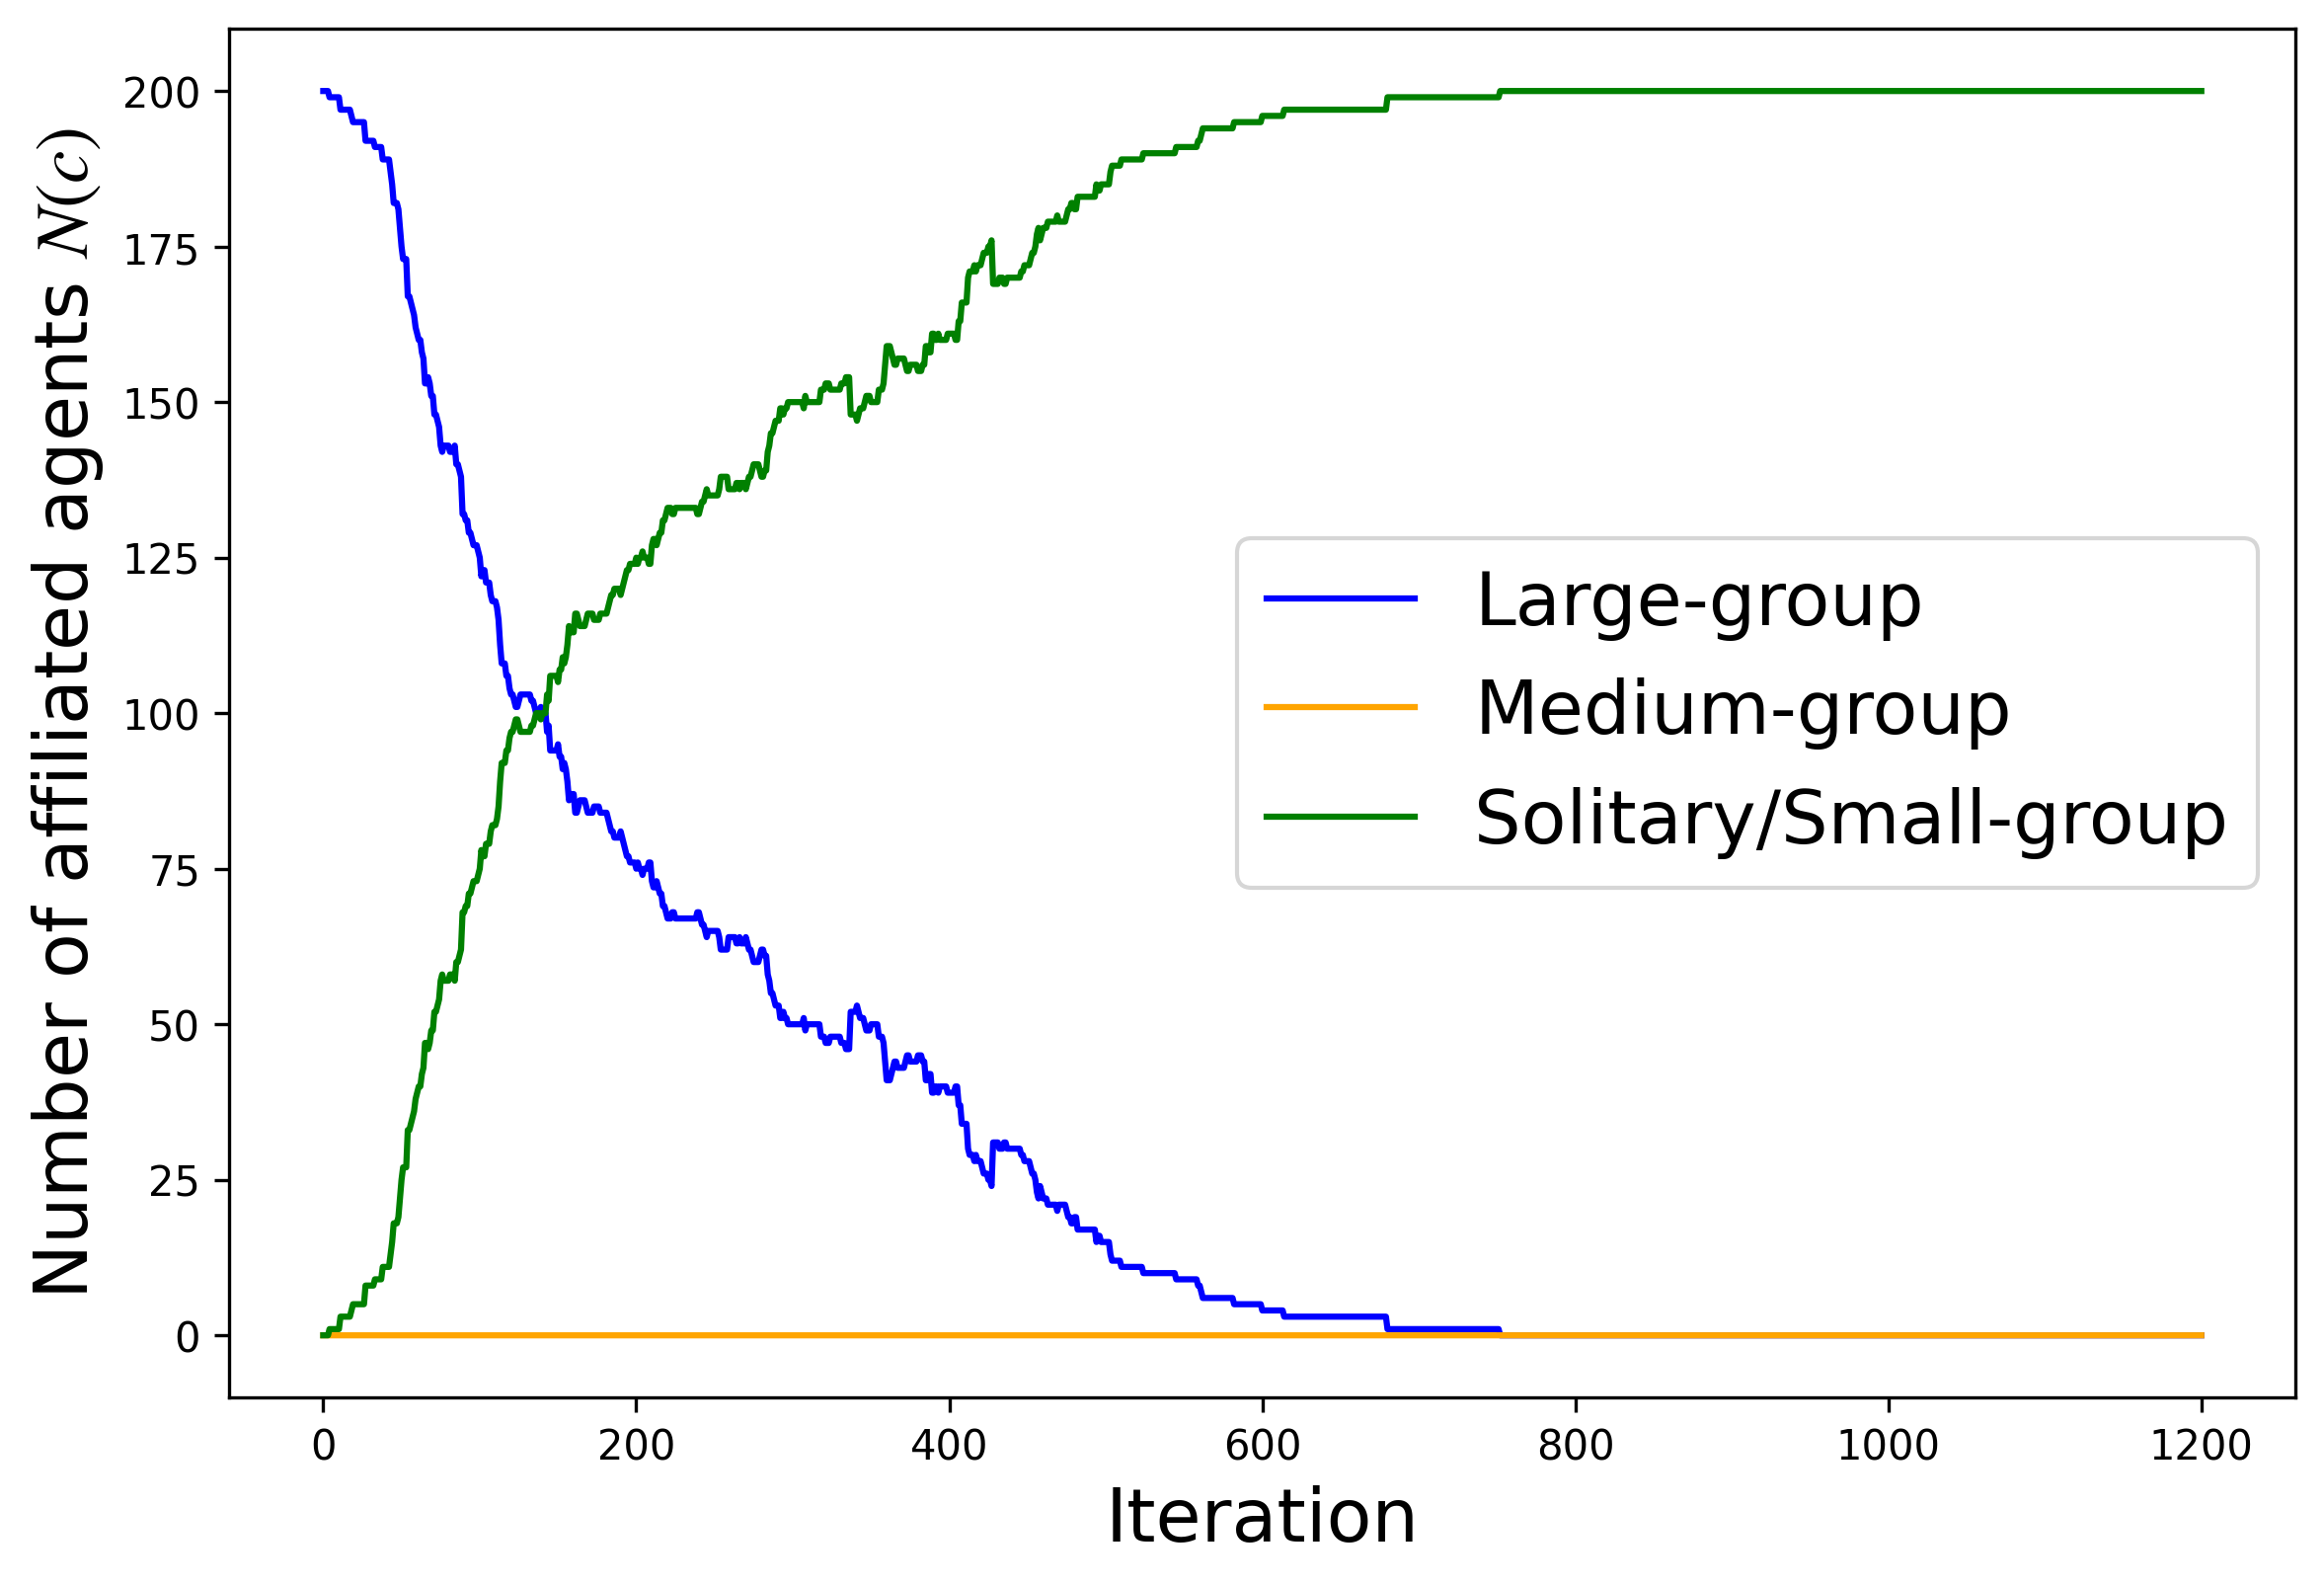 Number of affiliated agents N(c)
200
175
150
125
100
75
50
25
0
Large-group
Medium-group
Solitary/Small-group
0 200 400 600 800 1000 1200
Iteration